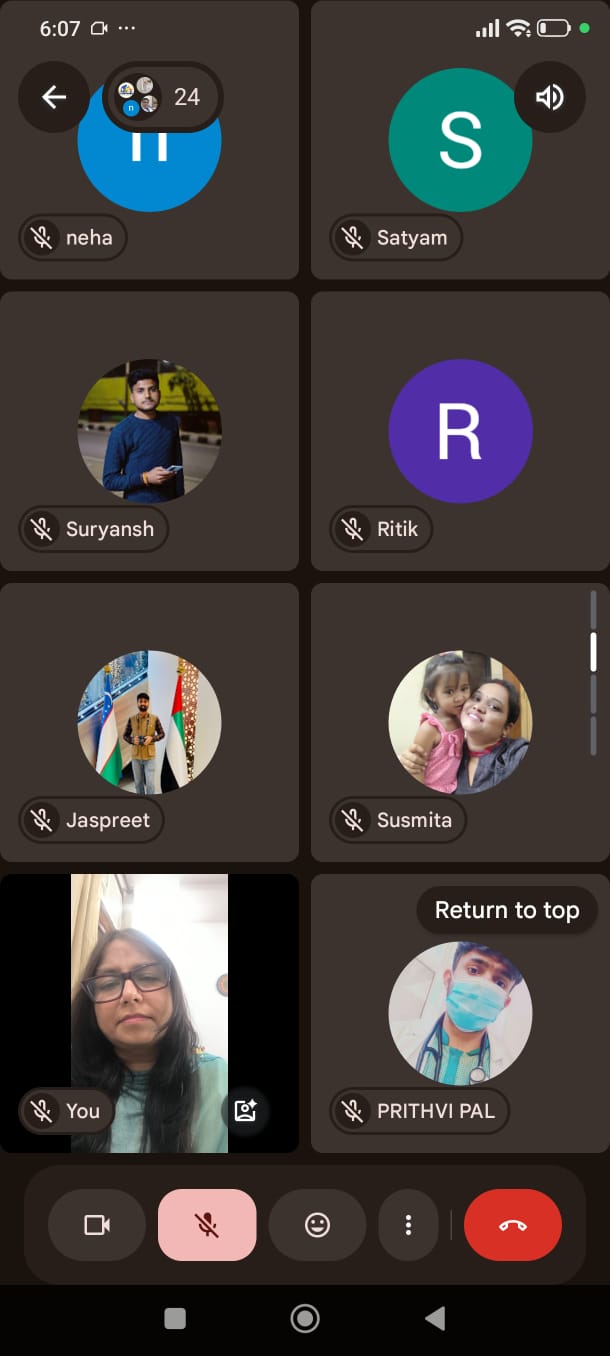 6:07
24
n
S
neha
Satyam
R
Suryansh
Ritik
Jaspreet
Susmita
Return to top
You
PRITHVI PAL